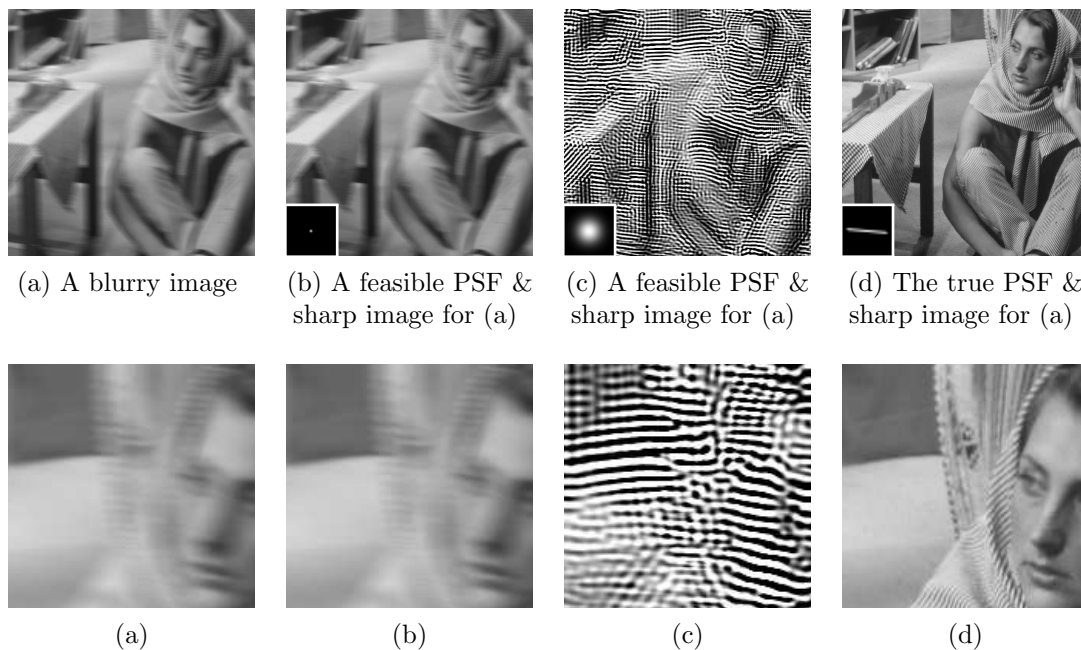 (a) A blurry image
(b) A feasible PSF &
sharp image for (a)
(c) A feasible PSF &
sharp image for (a)
(d) The true PSF &
sharp image for (a)
(a)
(b)
(c)
(d)